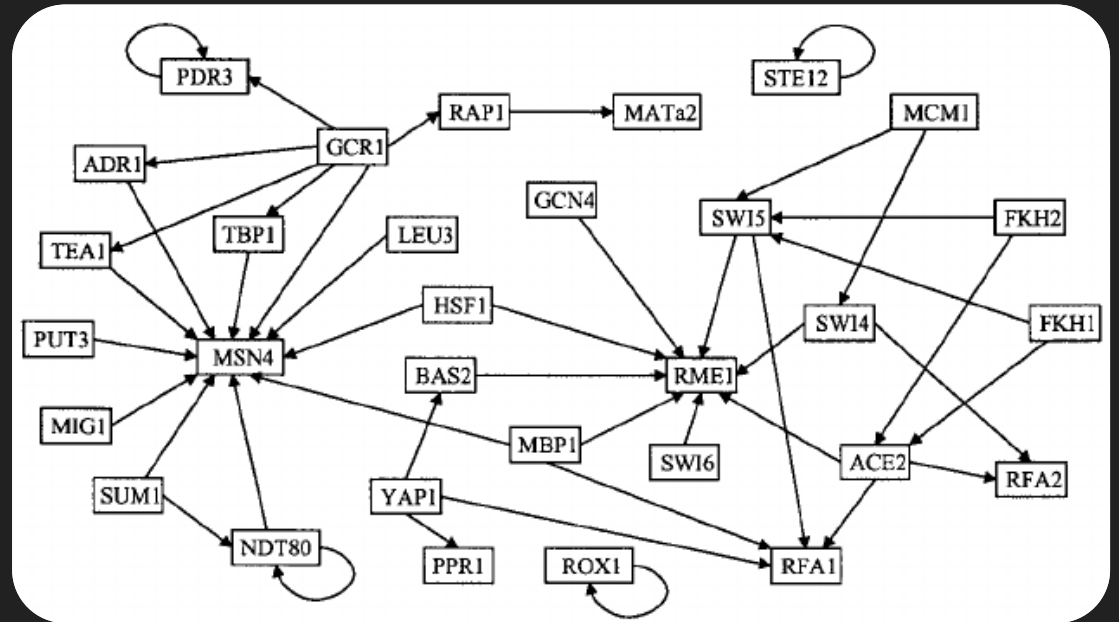 PDR3
STE12
RAP1
MATa2
MCM1
GCR1
ADR1
GCN4
SWI5
FKH2
TBP1
LEU3
TEA1
HSF1
SWI4
FKH1
PUT3
MSN4
BAS2
RME1
MIG1
MBP1
SWI6
ACE2
RFA2
SUM1
YAP1
NDT80
PPR1
ROX1
RFA1